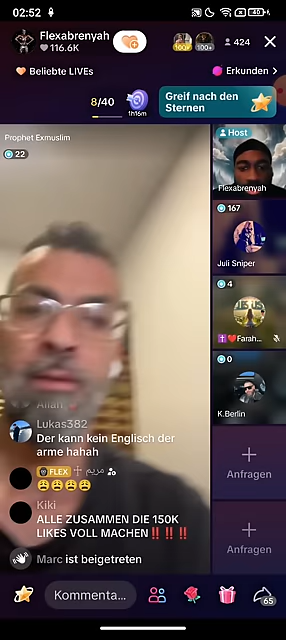 02:52
40
Flexabrenyah
116.6K
100+
424
Beliebte LIVEs
Erkunden
8/40
1h16m
Greif nach den
Sternen
Prophet Exmuslim
22
Host
Flexabrenyah
167
Juli Sniper
4
Farah...
0
K.Berlin
Anfragen
Anfragen
Allah
Lukas382
Der kann kein Englisch der
arme hahah
FLEX مريم
Kiki
ALLE ZUSAMMEN DIE 150K
LIKES VOLL MACHEN‼️‼️‼️
Marc ist beigetreten
Kommenta...
65